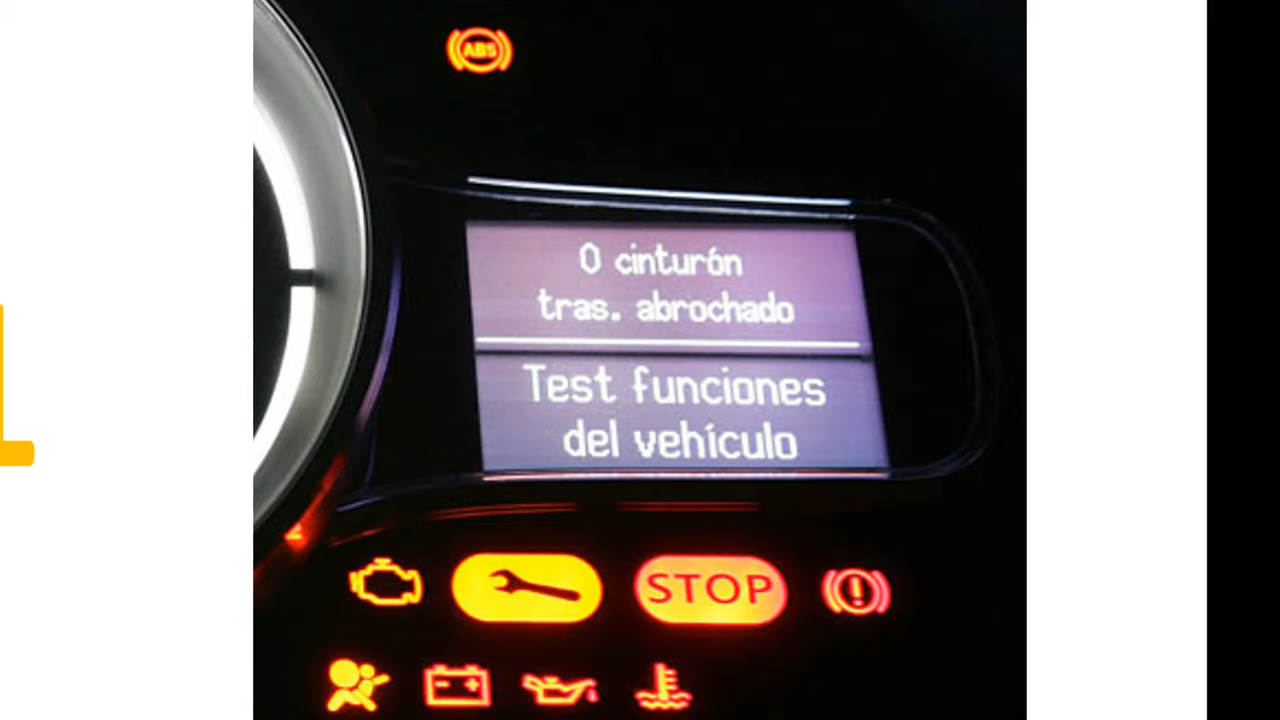 ABS
0 cinturón
tras. abrochado
Test funciones
del vehículo
STOP